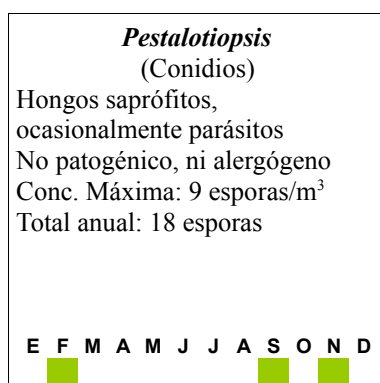 Pestalotiopsis
(Conidios)
Hongos saprófitos,
ocasionalmente parásitos
No patogénico, ni alergógeno
Conc. Máxima: 9 esporas/m³
Total anual: 18 esporas
E F M A M J J A S O N D